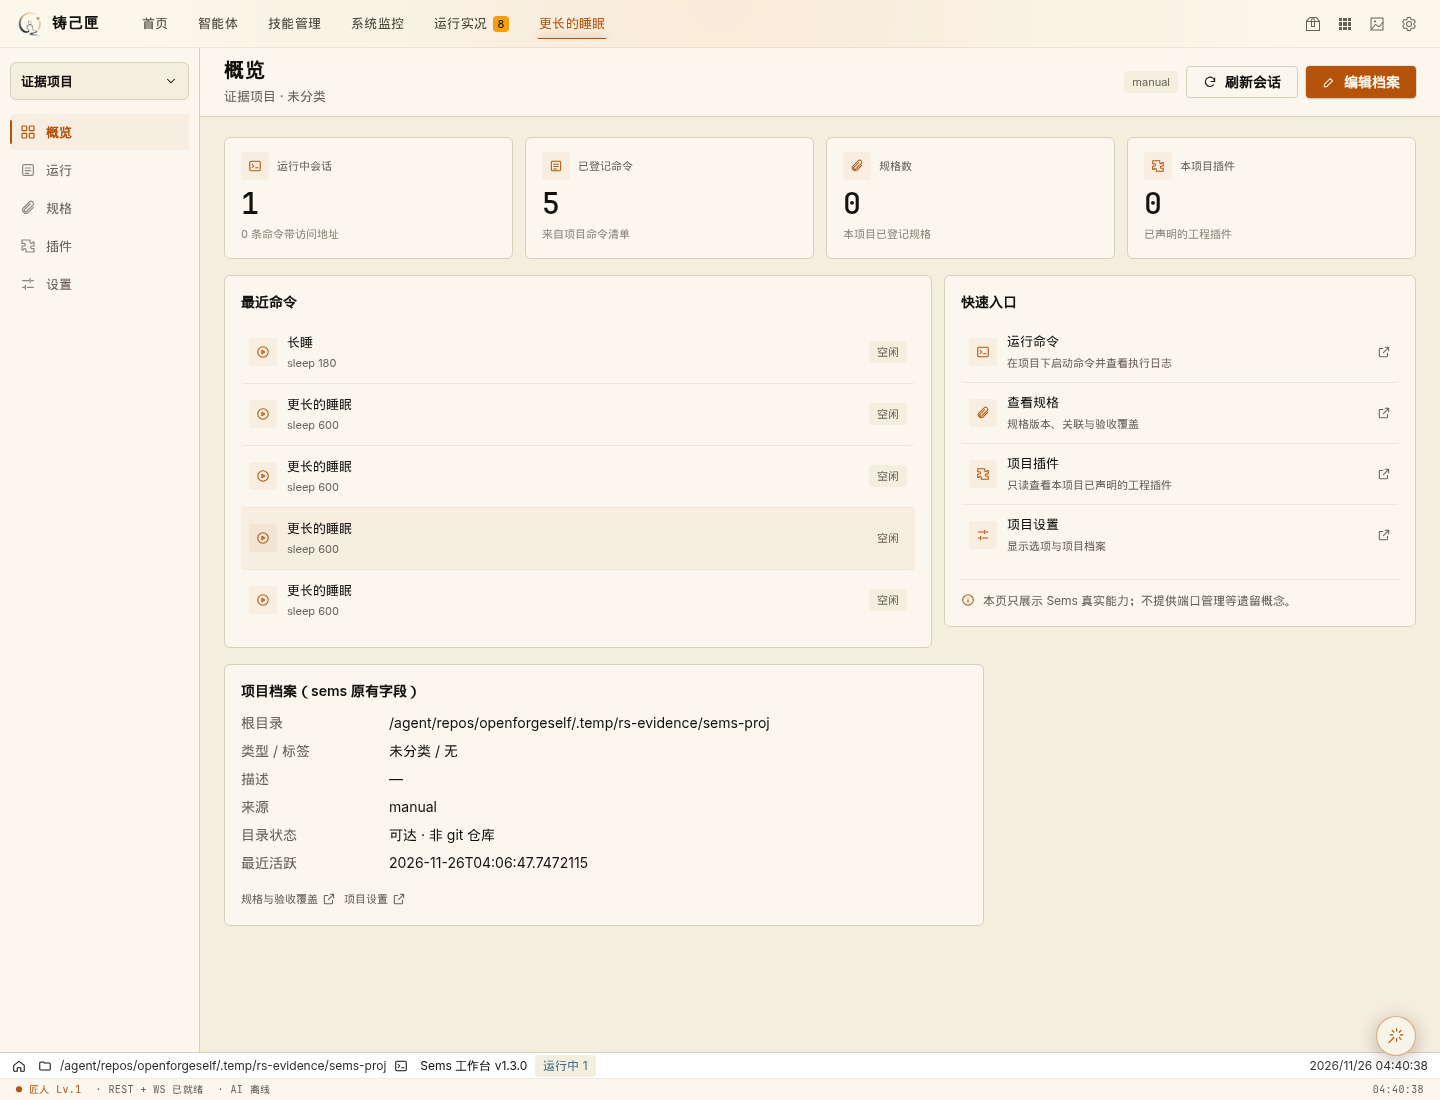 铸己匣 首页 智能体 技能管理 系统监控 运行实况 8 更长的睡眠
证据项目
概览
运行
规格
插件
设置
概览
证据项目 · 未分类
manual 刷新会话 编辑档案
运行中会话
1
0 条命令带访问地址
已登记命令
5
来自项目命令清单
规格数
0
本项目已登记规格
本项目插件
0
已声明的工程插件
最近命令
长睡
sleep 180
空闲
更长的睡眠
sleep 600
空闲
更长的睡眠
sleep 600
空闲
更长的睡眠
sleep 600
空闲
更长的睡眠
sleep 600
空闲
快速入口
运行命令
在项目下启动命令并查看执行日志
查看规格
规格版本、关联与验收覆盖
项目插件
只读查看本项目已声明的工程插件
项目设置
显示选项与项目档案
本页只展示 Sems 真实能力；不提供端口管理等遗留概念。
项目档案（sems 原有字段）
根目录 /agent/repos/openforgeself/.temp/rs-evidence/sems-proj
类型 / 标签 未分类 / 无
描述 —
来源 manual
目录状态 可达 · 非 git 仓库
最近活跃 2026-11-26T04:06:47.7472115
规格与验收覆盖 项目设置
/agent/repos/openforgeself/.temp/rs-evidence/sems-proj Sems 工作台 v1.3.0 运行中 1 2026/11/26 04:40:38
匠人 Lv.1 · REST + WS 已就绪 · AI 离线 04:40:38